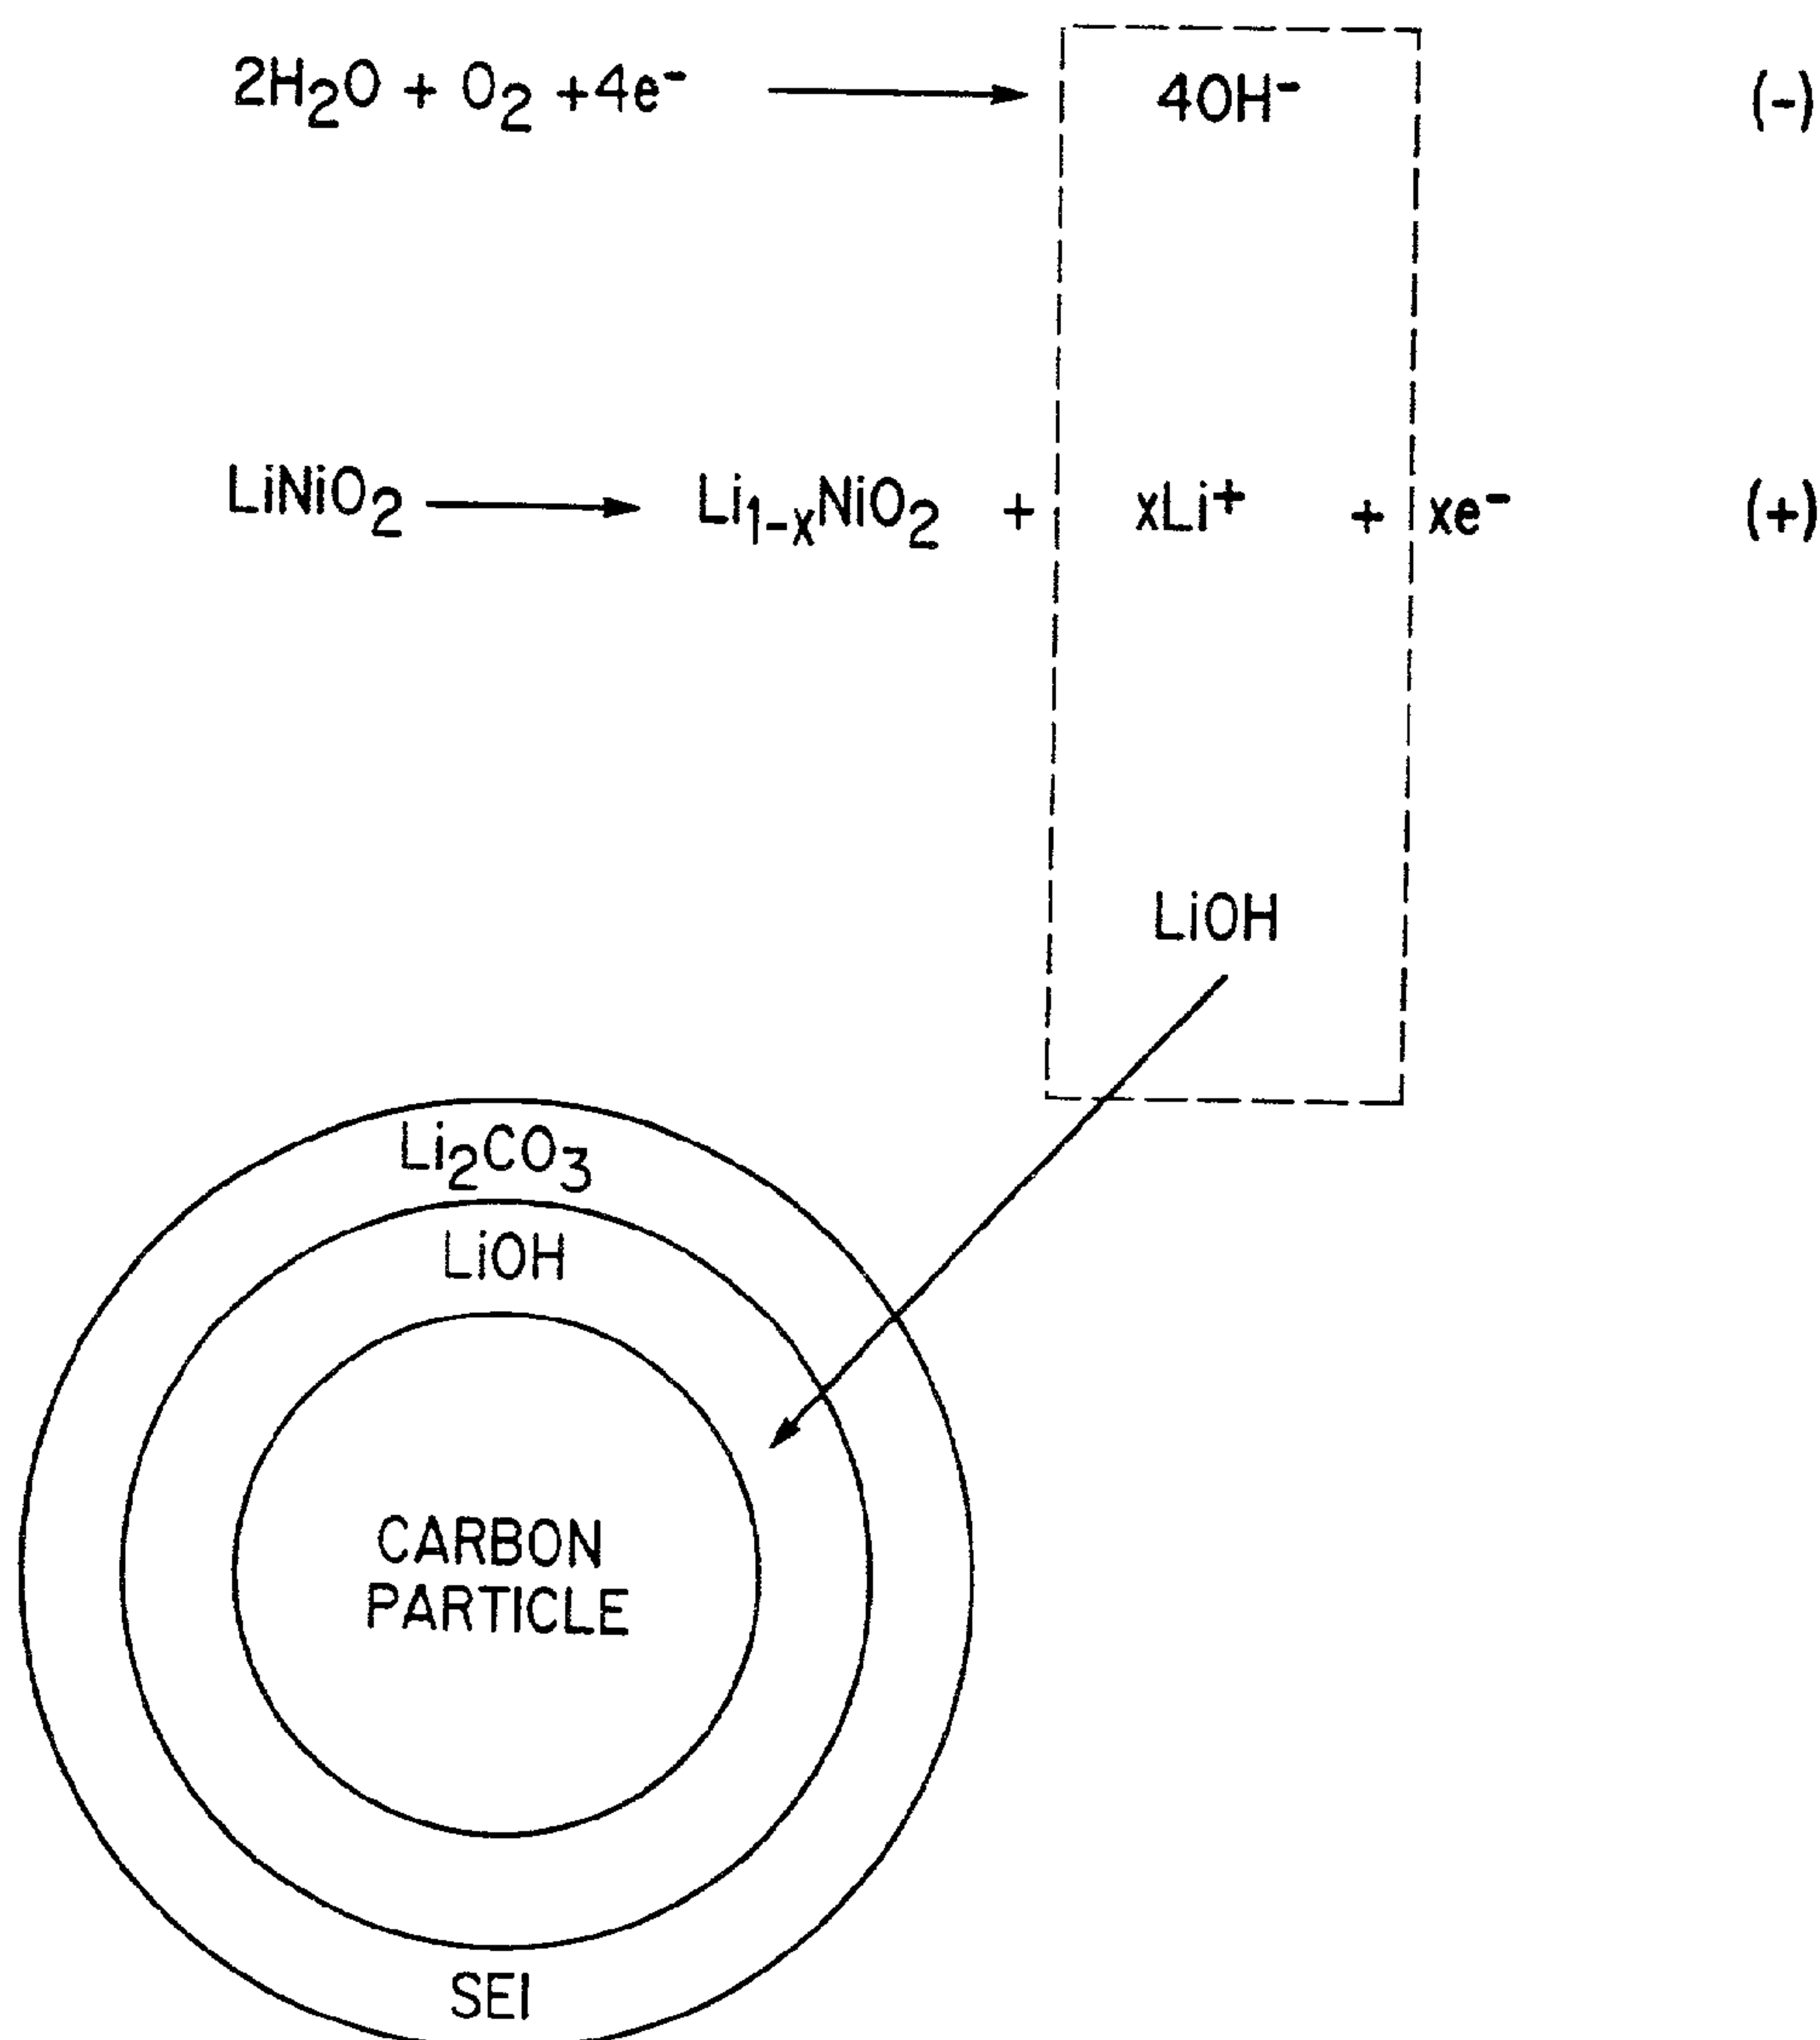 2H₂O + O₂ +4e⁻ ⟶ 4OH⁻ (-)
LiNiO₂ ⟶ Li₁₋ₓNiO₂ + xLi⁺ + xe⁻ (+)
LiOH
Li₂CO₃
LiOH
CARBON
PARTICLE
SEI